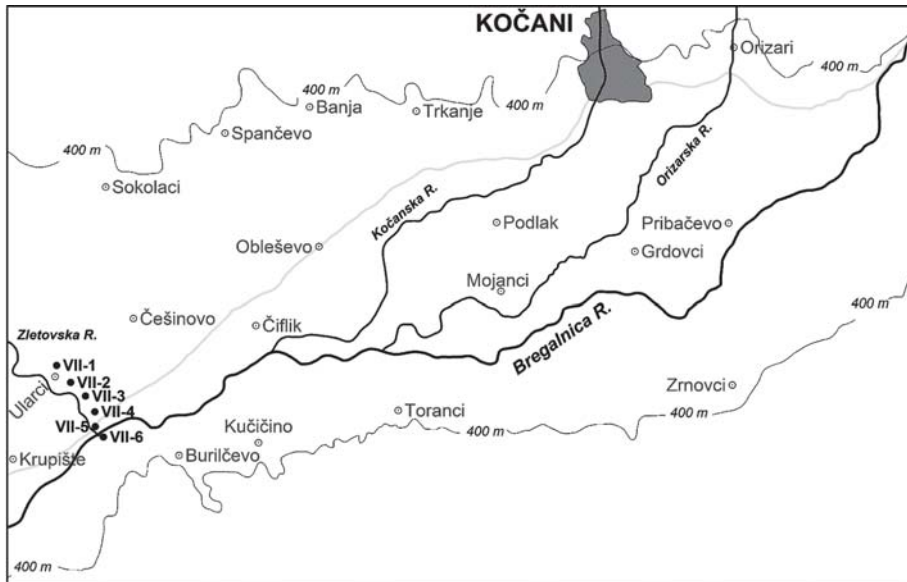 KOČANI
Orizari
400 m
400 m
400 m
400 m
Banja
Trkanje
Spančevo
400 m
Sokolaci
Orizarska R.
Kočanska R.
Podlak
Pribačevo
Obleševo
Grdovci
Mojanci
400 m
Češinovo
Čiflik
Zletovska R.
Bregalnica R.
VII-1
Ularci
VII-2
VII-3
Zrnovci
VII-4
Toranci
400 m
VII-5
Kučičino
400 m
VII-6
Krupište
Burilčevo
400 m